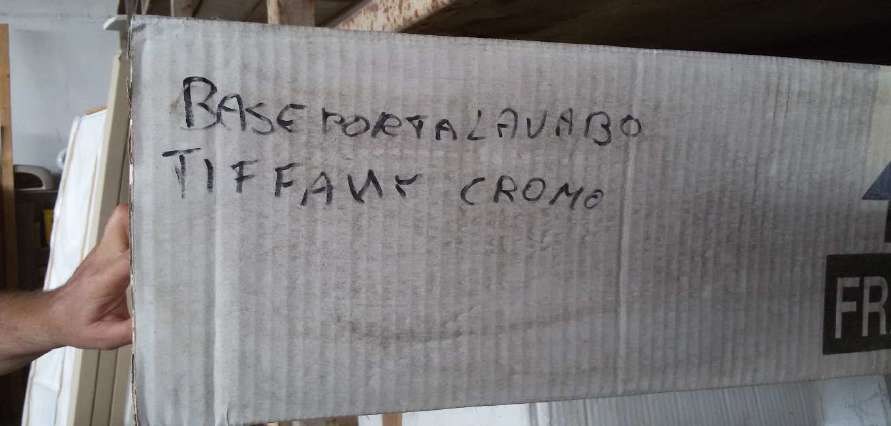 BASE PORTALAVABO
TIFFANY CROMO
FR